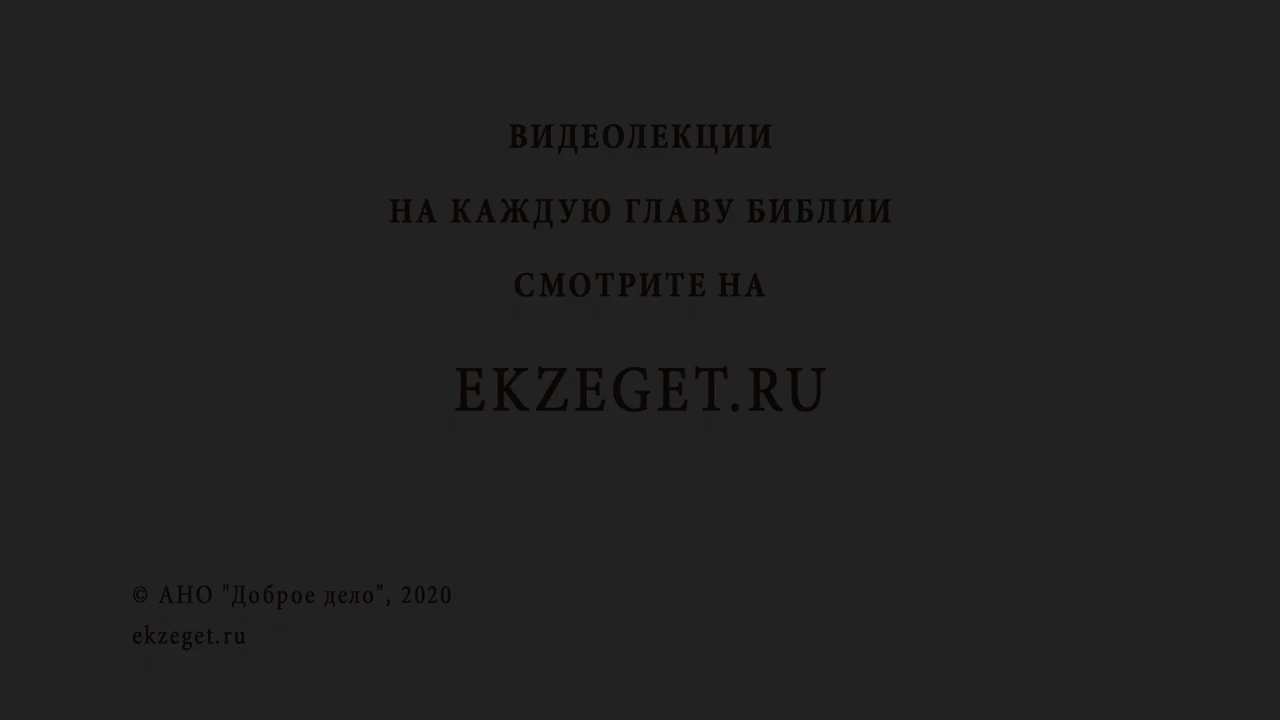 ВИДЕОЛЕКЦИИ
НА КАЖДУЮ ГЛАВУ БИБЛИИ
СМОТРИТЕ НА
EKZEGET.RU
© АНО "Доброе дело", 2020
ekzeget.ru